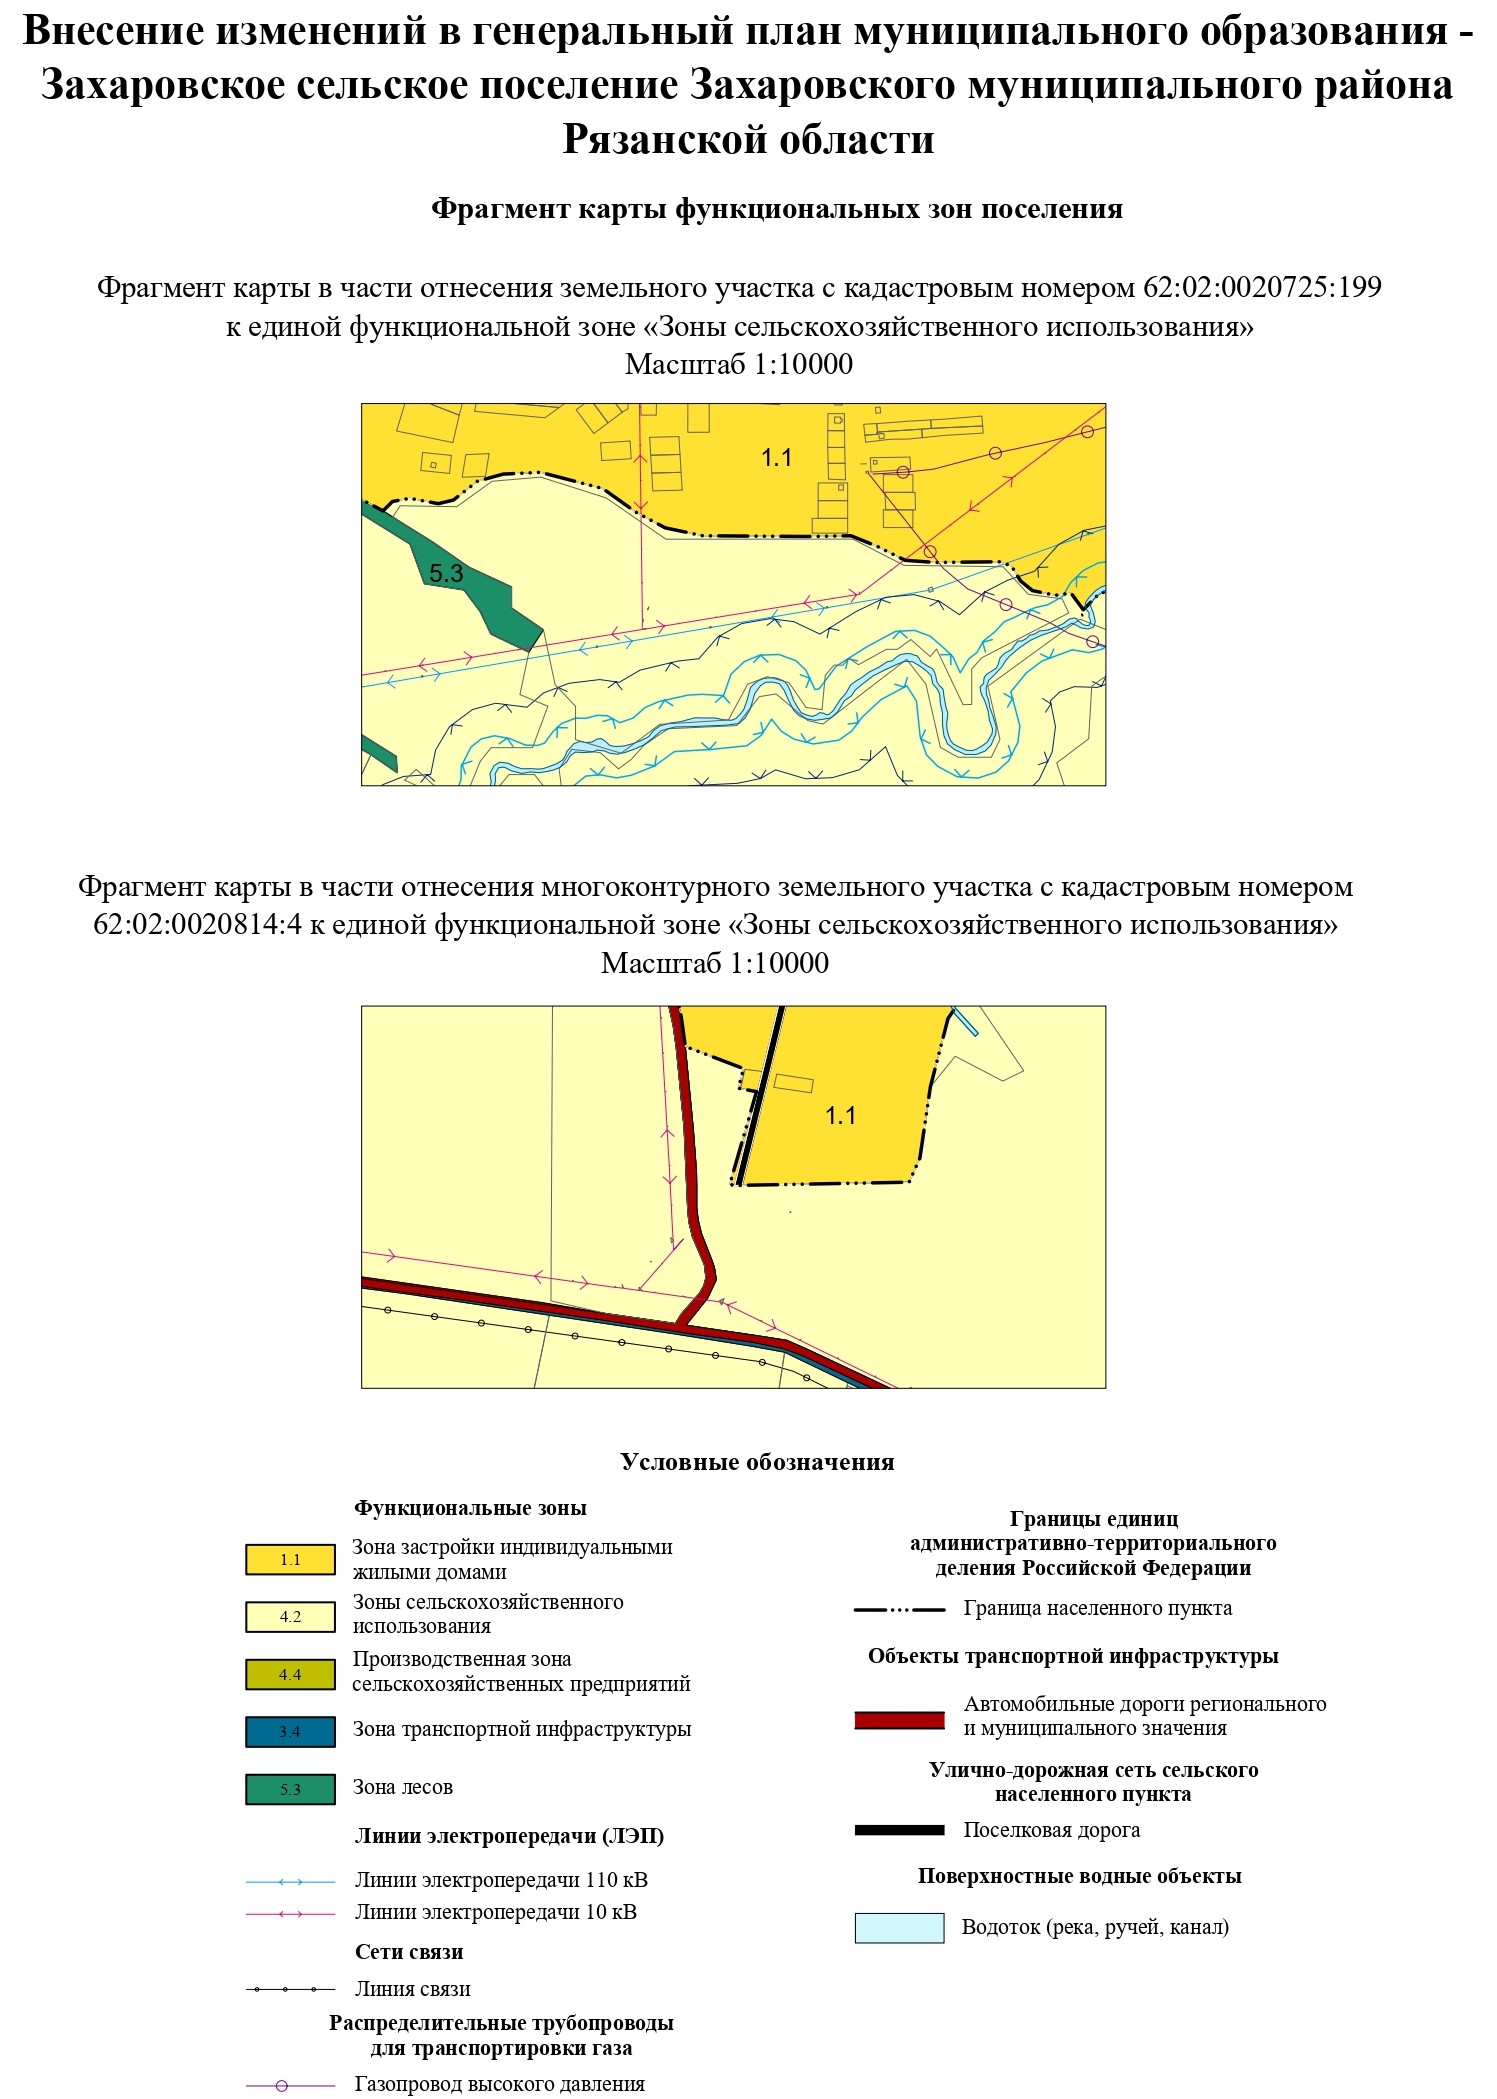 Внесение изменений в генеральный план муниципального образования -
Захаровское сельское поселение Захаровского муниципального района
Рязанской области
Фрагмент карты функциональных зон поселения
Фрагмент карты в части отнесения земельного участка с кадастровым номером 62:02:0020725:199
к единой функциональной зоне «Зоны сельскохозяйственного использования»
Масштаб 1:10000
1.1
5.3
Фрагмент карты в части отнесения многоконтурного земельного участка с кадастровым номером
62:02:0020814:4 к единой функциональной зоне «Зоны сельскохозяйственного использования»
Масштаб 1:10000
1.1
Условные обозначения
Функциональные зоны
1.1
Зона застройки индивидуальными
жилыми домами
4.2
Зоны сельскохозяйственного
использования
4.4
Производственная зона
сельскохозяйственных предприятий
3.4
Зона транспортной инфраструктуры
5.3
Зона лесов
Линии электропередачи (ЛЭП)
Линии электропередачи 110 кВ
Линии электропередачи 10 кВ
Сети связи
Линия связи
Распределительные трубопроводы
для транспортировки газа
Газопровод высокого давления
Границы единиц
административно-территориального
деления Российской Федерации
Граница населенного пункта
Объекты транспортной инфраструктуры
Автомобильные дороги регионального
и муниципального значения
Улично-дорожная сеть сельского
населенного пункта
Поселковая дорога
Поверхностные водные объекты
Водоток (река, ручей, канал)